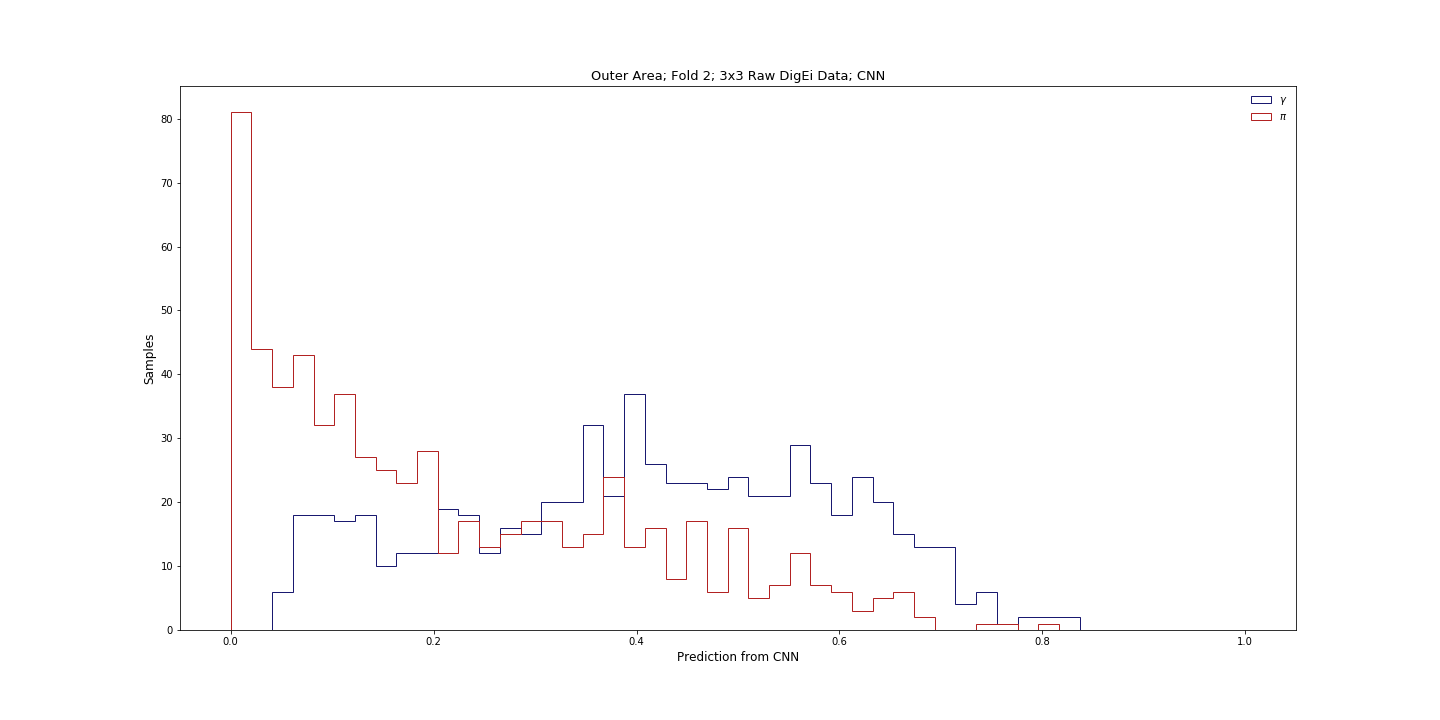 Outer Area; Fold 2; 3x3 Raw DigEi Data; CNN
γ
π
Samples
80
70
60
50
40
30
20
10
0
0.0 0.2 0.4 0.6 0.8 1.0
Prediction from CNN